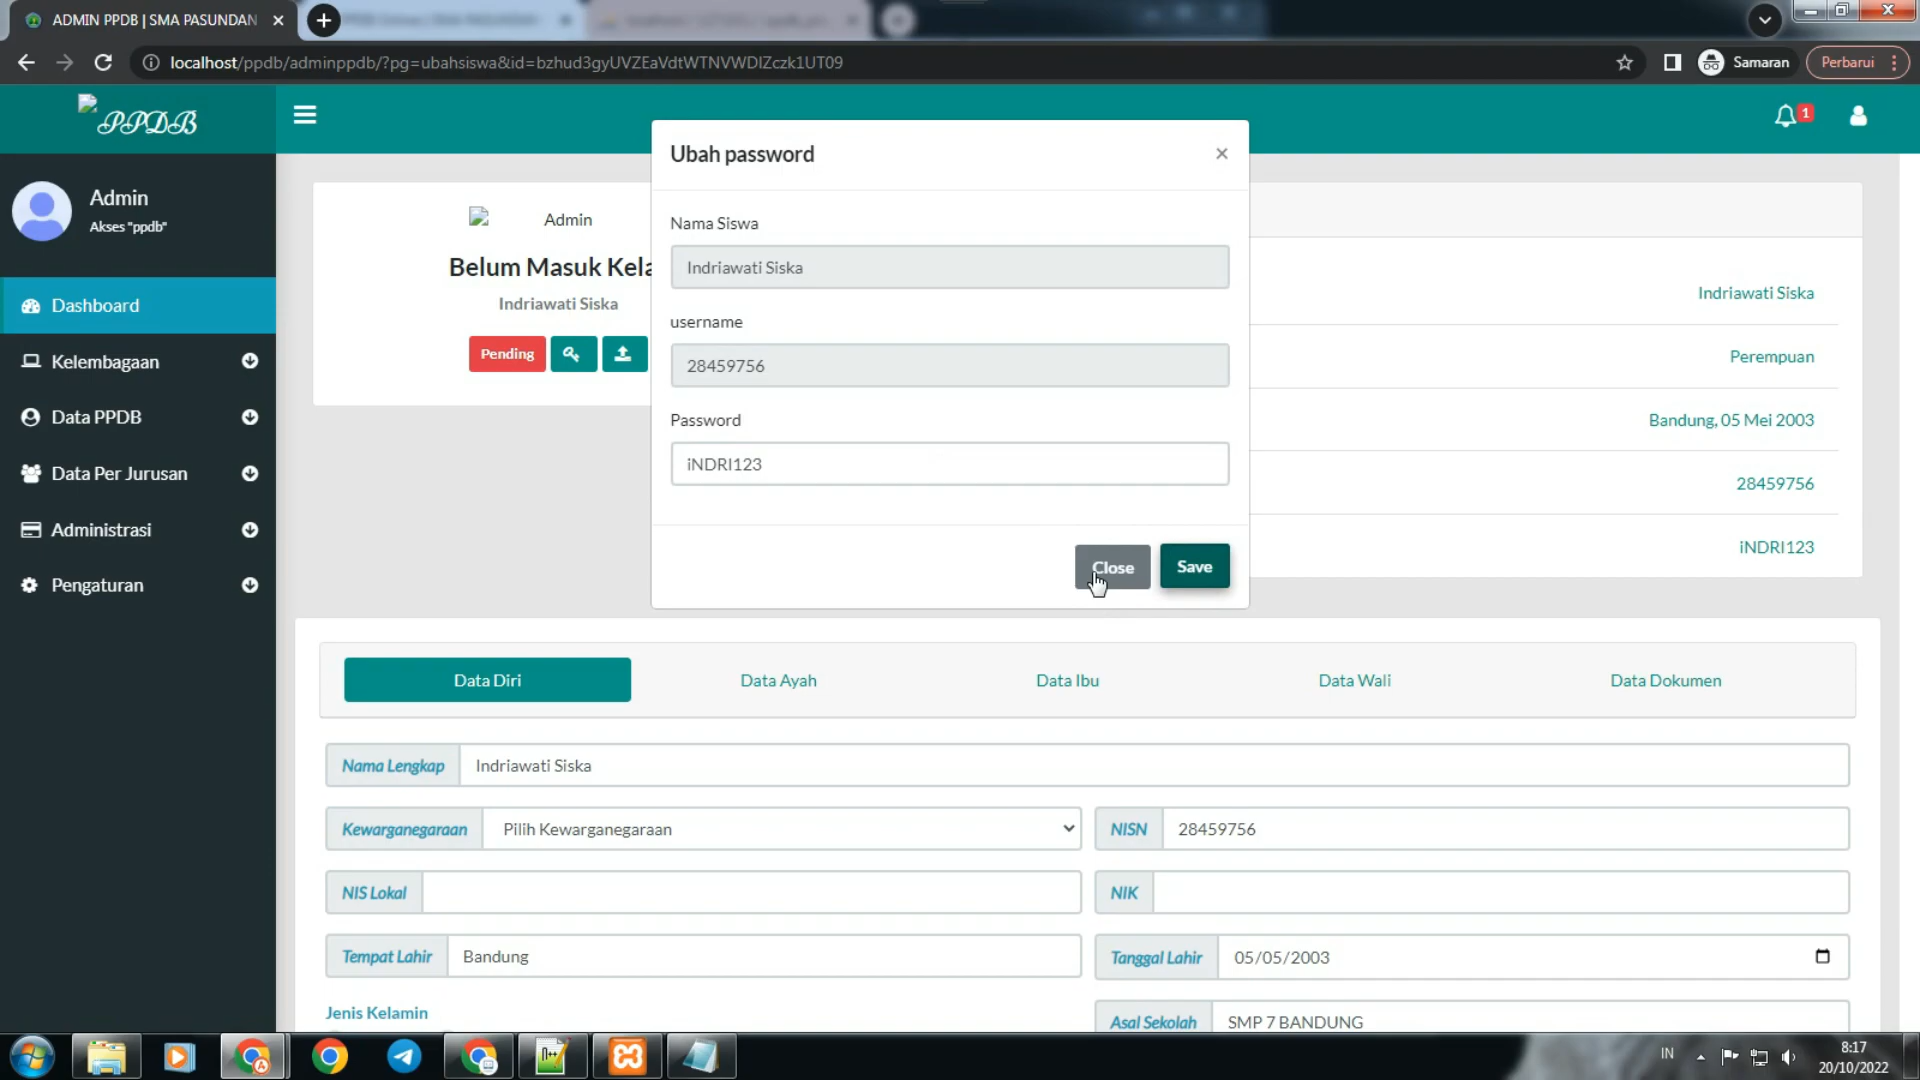 ADMIN PPDB | SMA PASUNDAN
localhost/ppdb/adminppdb/?pg=ubahsiswa&id=bzhud3gyUVZEaVdtWTNVWDlZczk1UT09
Samaran
Perbarui
PPDB
1
Admin
Akses "ppdb"
Dashboard
Kelembagaan
Data PPDB
Data Per Jurusan
Administrasi
Pengaturan
Admin
Belum Masuk Kela
Indriawati Siska
Pending
Ubah password
×
Nama Siswa
Indriawati Siska
username
28459756
Password
iNDRI123
Close
Save
Indriawati Siska
Perempuan
Bandung, 05 Mei 2003
28459756
iNDRI123
Data Diri
Data Ayah
Data Ibu
Data Wali
Data Dokumen
Nama Lengkap
Indriawati Siska
Kewarganegaraan
Pilih Kewarganegaraan
NISN
28459756
NIS Lokal
NIK
Tempat Lahir
Bandung
Tanggal Lahir
05/05/2003
Jenis Kelamin
Asal Sekolah
SMP 7 BANDUNG
IN
8:17
20/10/2022